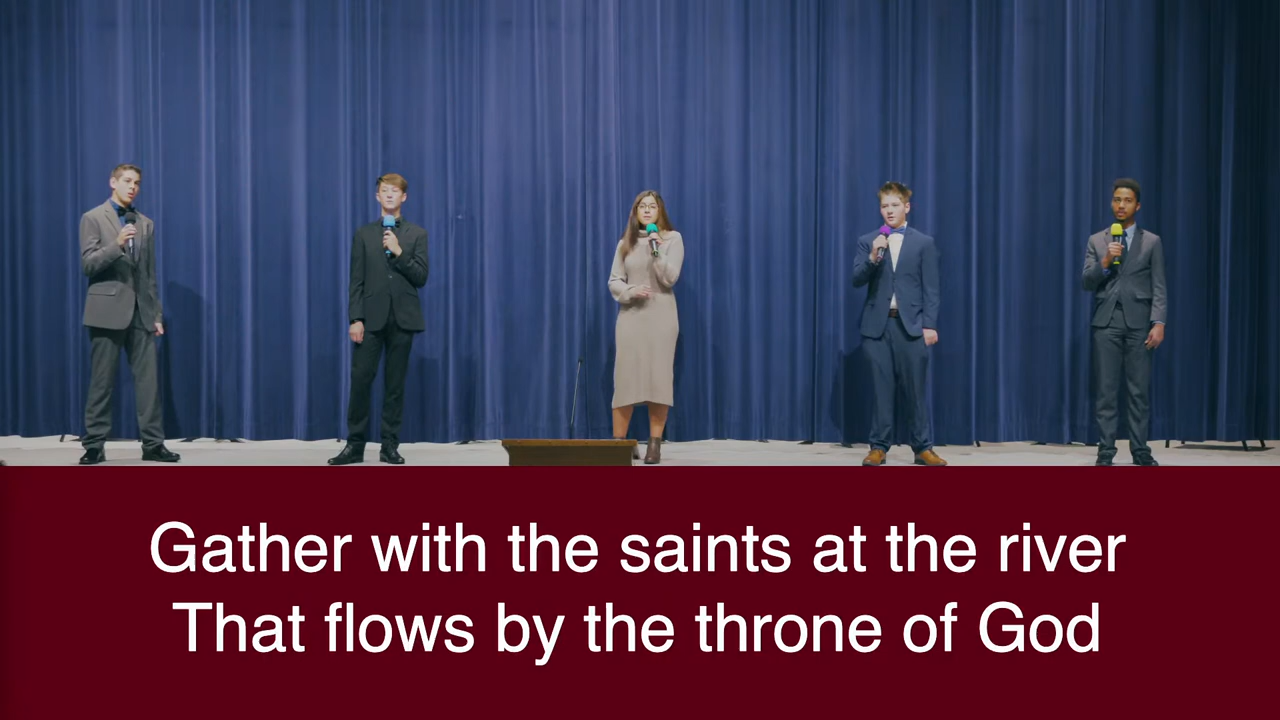 Gather with the saints at the river
That flows by the throne of God